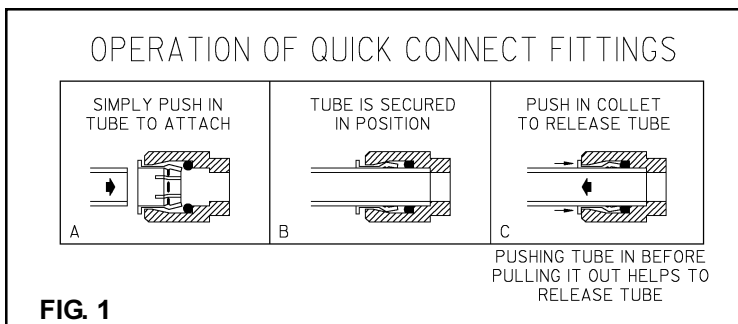 OPERATION OF QUICK CONNECT FITTINGS
SIMPLY PUSH IN
TUBE TO ATTACH
A
TUBE IS SECURED
IN POSITION
B
PUSH IN COLLET
TO RELEASE TUBE
C
PUSHING TUBE IN BEFORE
PULLING IT OUT HELPS TO
RELEASE TUBE
FIG. 1